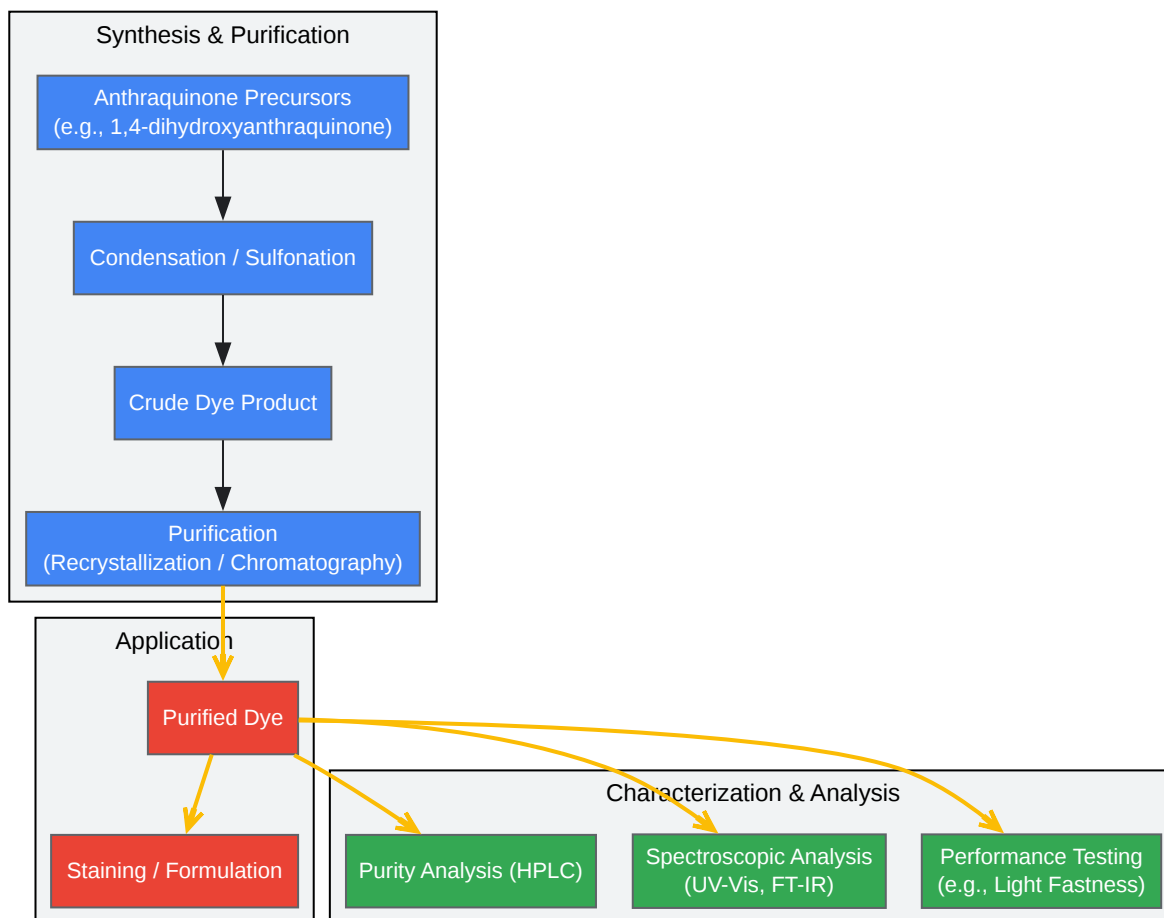 Synthesis & Purification
Anthraquinone Precursors
(e.g., 1,4-dihydroxyanthraquinone)
Condensation / Sulfonation
Crude Dye Product
Purification
(Recrystallization / Chromatography)
Application
Purified Dye
Staining / Formulation
Characterization & Analysis
Purity Analysis (HPLC)
Spectroscopic Analysis
(UV-Vis, FT-IR)
Performance Testing
(e.g., Light Fastness)